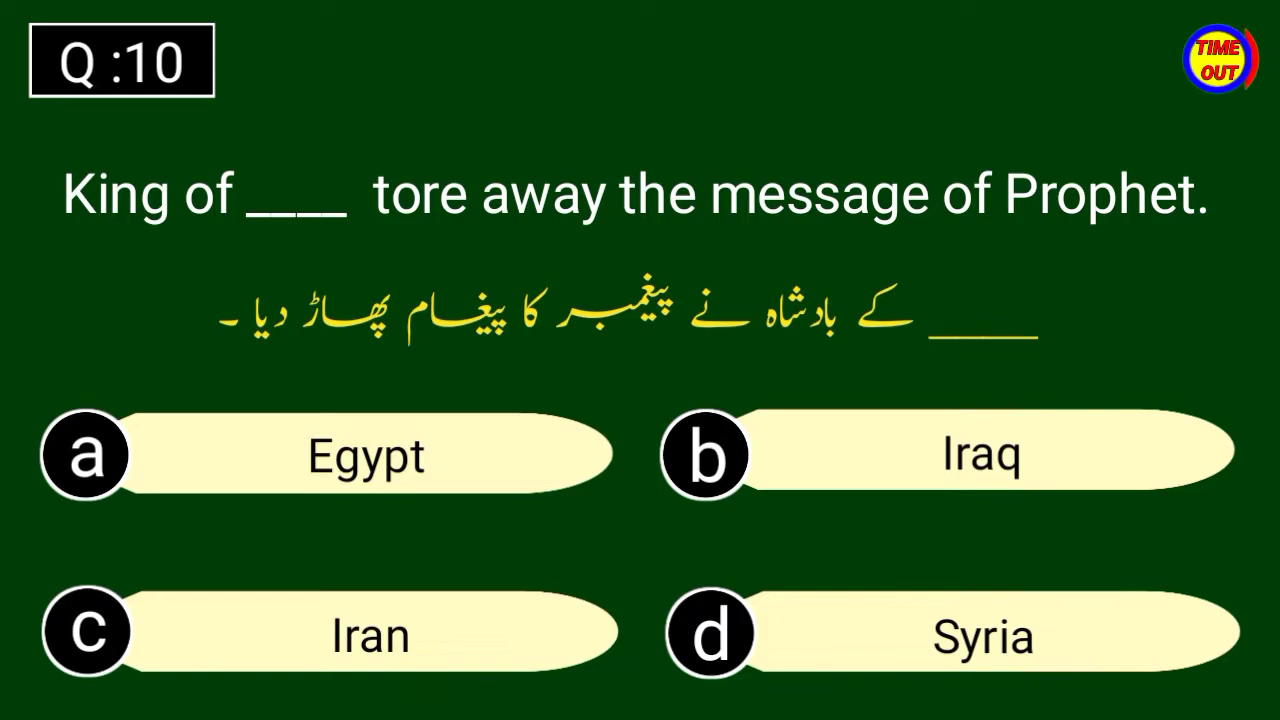 Q :10
TIME
OUT
King of ____ tore away the message of Prophet.
____ کے بادشاہ نے پیغمبر کا پیغام پھاڑ دیا ۔
a Egypt
b Iraq
c Iran
d Syria